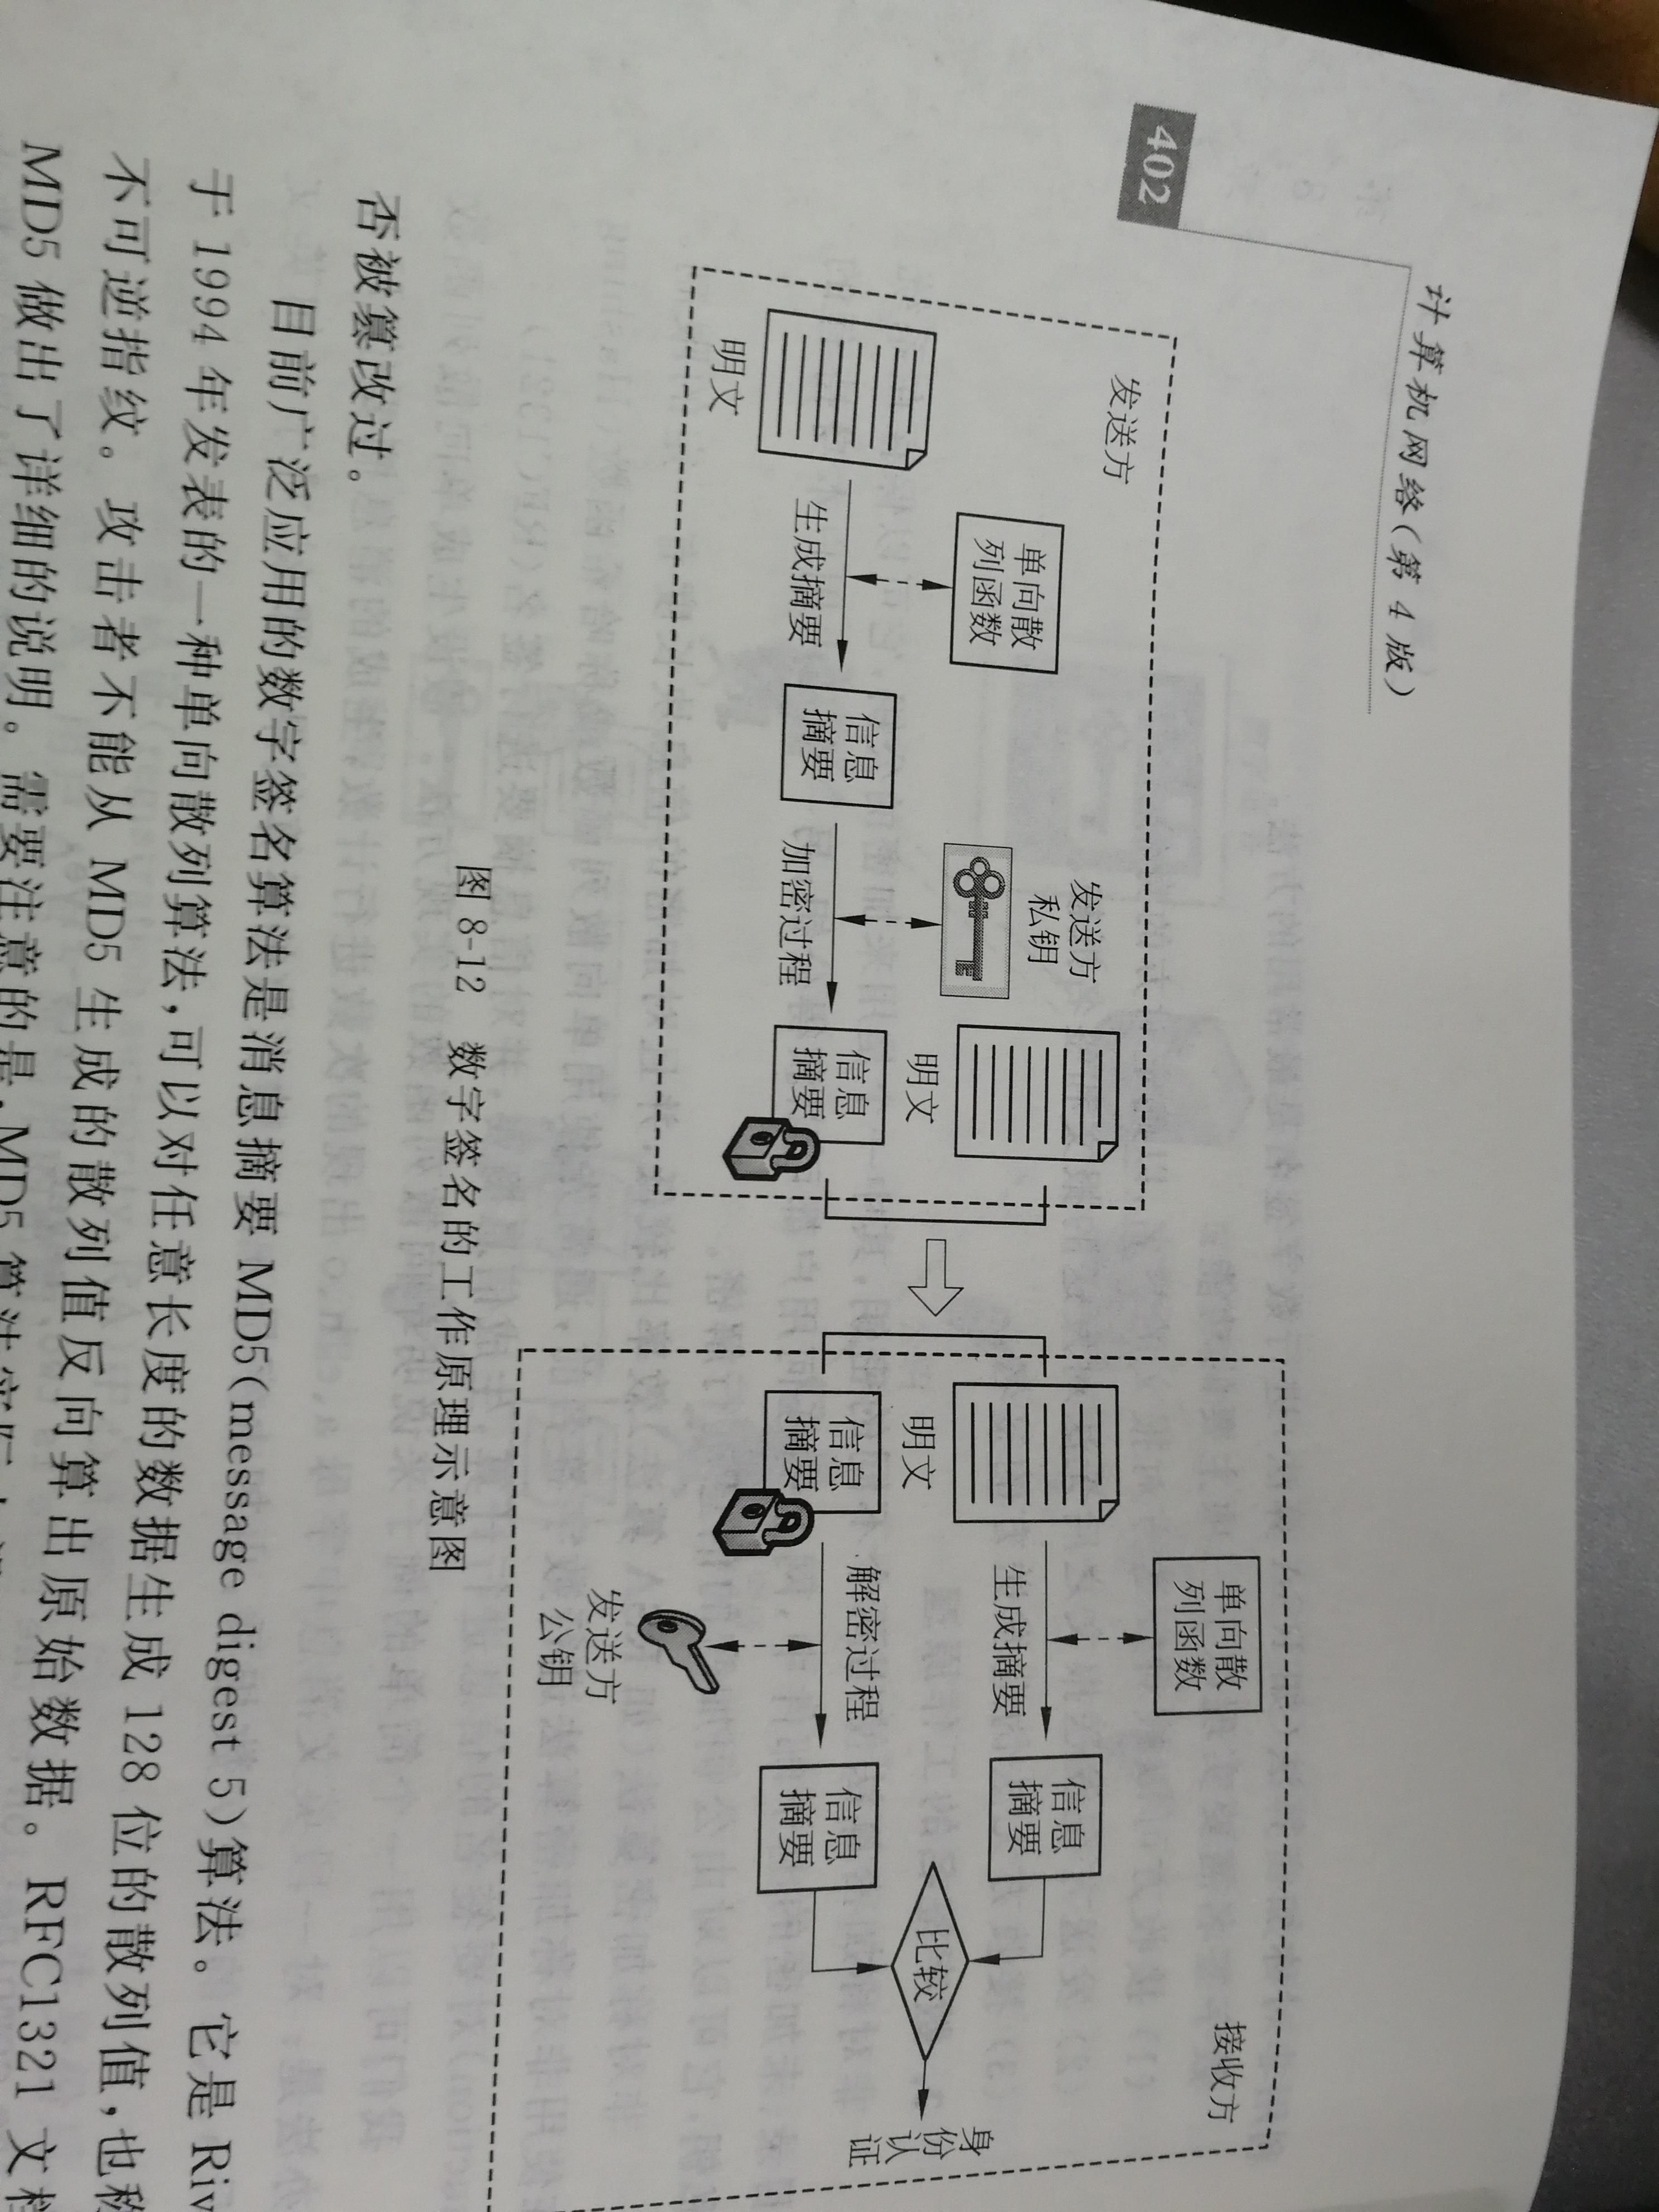 402
计算机网络(第 4 版)
发送方
单向散
列函数
发送方
私钥
明文
生成摘要
信息
摘要
加密过程
明文
信息
摘要
接收方
单向散
列函数
明文
生成摘要
信息
摘要
信息
摘要
解密过程
信息
摘要
发送方
公钥
比较
身份
认证
图 8-12 数字签名的工作原理示意图
否被篡改过。
目前广泛应用的数字签名算法是消息摘要 MD5(message digest 5)算法。它是
于 1994 年发表的一种单向散列算法,可以对任意长度的数据生成 128 位的散列值,也
不可逆指纹。攻击者不能从 MD5 生成的散列值反向算出原始数据。RFC1321 文
MD5 做出了详细的说明。需要注意的是,MD5 算法